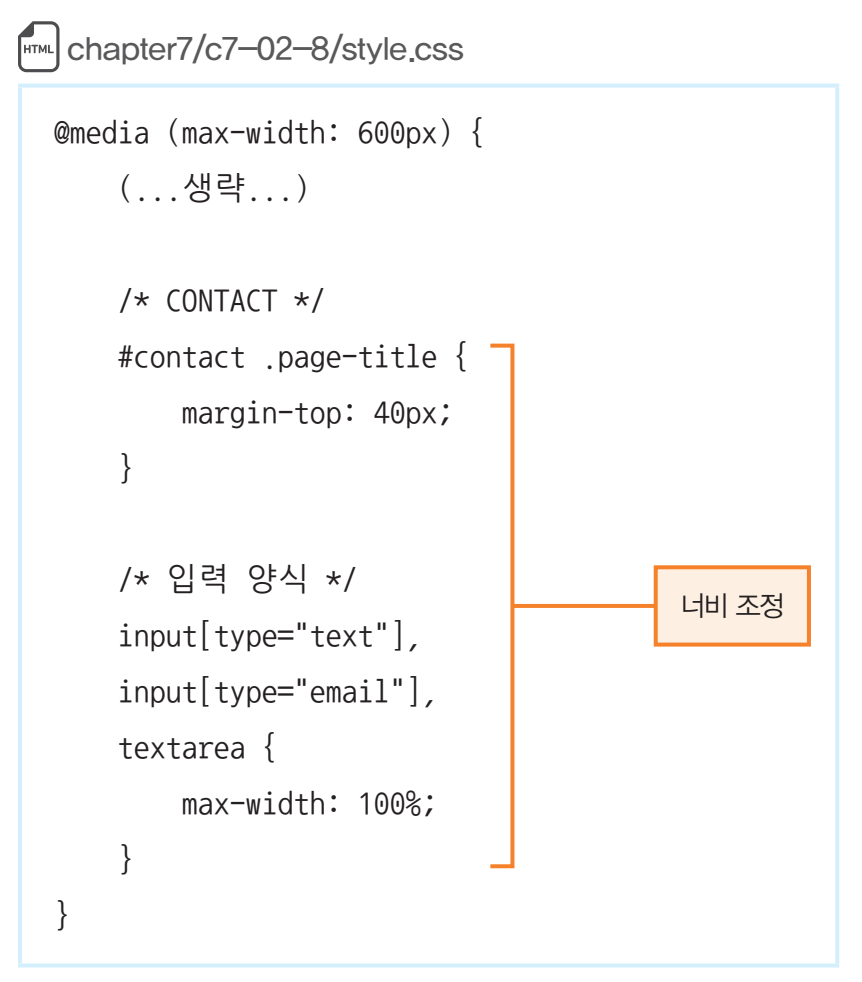 HTML chapter7/c7-02-8/style.css
@media (max-width: 600px) {
(...생략...)
/* CONTACT */
#contact .page-title {
margin-top: 40px;
}
/* 입력 양식 */
input[type="text"],
input[type="email"],
textarea {
max-width: 100%;
}
}
너비 조정